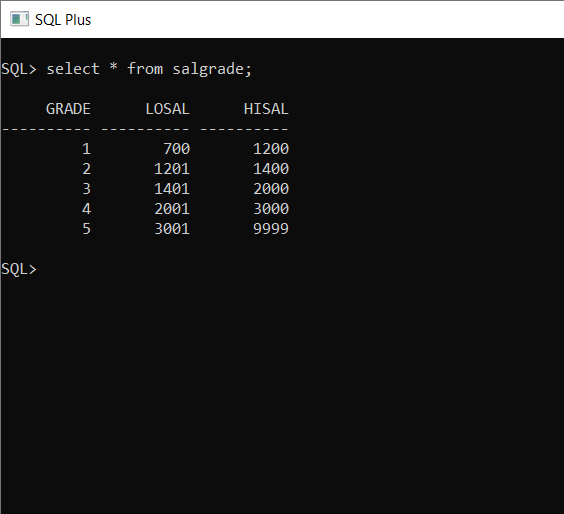 SQL Plus
SQL> select * from salgrade;
     GRADE      LOSAL      HISAL
---------- ---------- ----------
         1        700       1200
         2       1201       1400
         3       1401       2000
         4       2001       3000
         5       3001       9999
SQL>